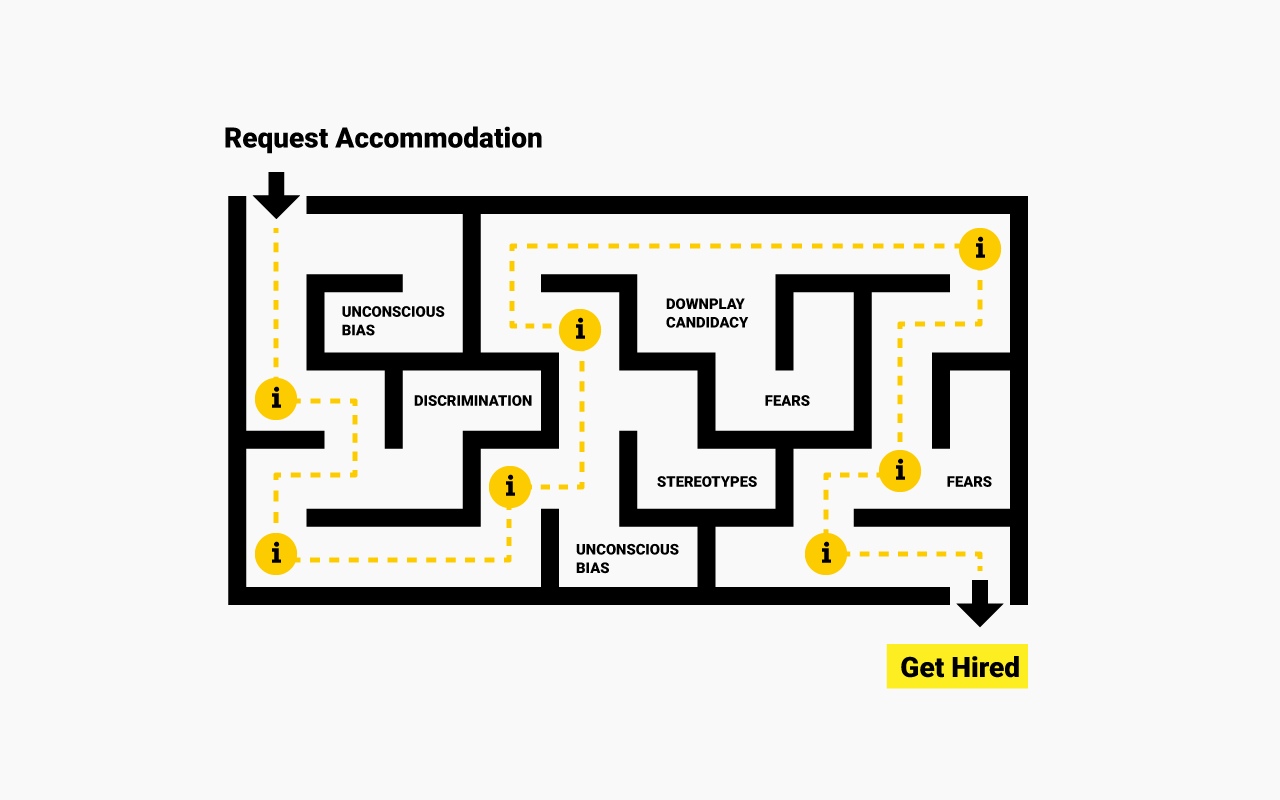 Request Accommodation
i
UNCONSCIOUS
BIAS
DOWNPLAY
CANDIDACY
i
i
DISCRIMINATION
FEARS
i
STEREOTYPES
FEARS
i
i
UNCONSCIOUS
BIAS
i
Get Hired